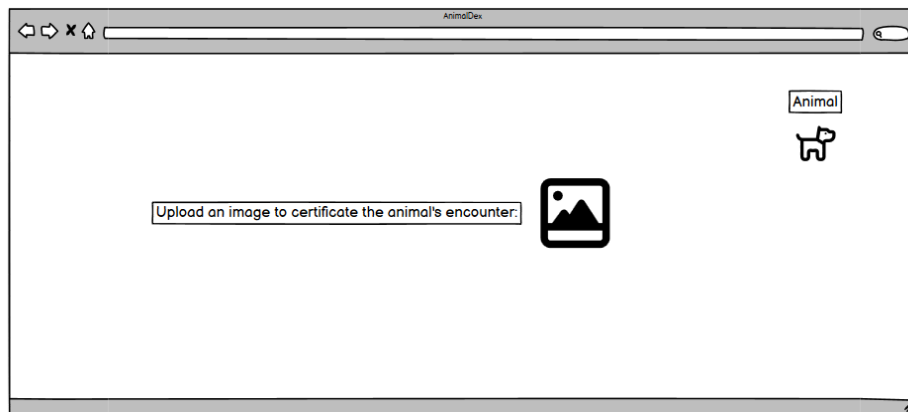 AnimalDex
Animal
Upload an image to certificate the animal's encounter: